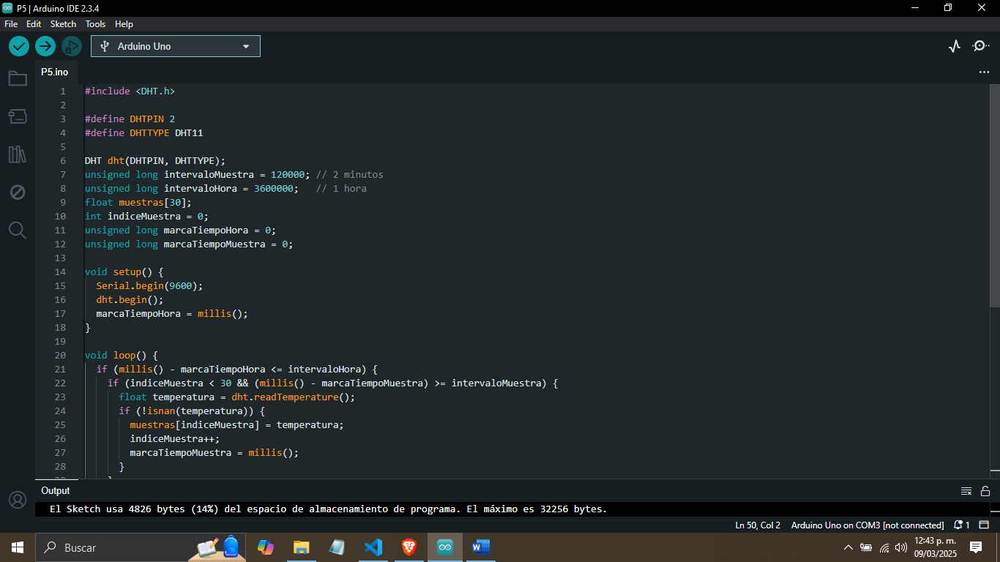 P5 | Arduino IDE 2.3.4
File Edit Sketch Tools Help
Arduino Uno
P5.ino
1 #include <DHT.h>
2
3 #define DHTPIN 2
4 #define DHTTYPE DHT11
5
6 DHT dht(DHTPIN, DHTTYPE);
7 unsigned long intervaloMuestra = 120000; // 2 minutos
8 unsigned long intervaloHora = 3600000;   // 1 hora
9 float muestras[30];
10 int indiceMuestra = 0;
11 unsigned long marcaTiempoHora = 0;
12 unsigned long marcaTiempoMuestra = 0;
13
14 void setup() {
15   Serial.begin(9600);
16   dht.begin();
17   marcaTiempoHora = millis();
18 }
19
20 void loop() {
21   if (millis() - marcaTiempoHora <= intervaloHora) {
22     if (indiceMuestra < 30 && (millis() - marcaTiempoMuestra) >= intervaloMuestra) {
23       float temperatura = dht.readTemperature();
24       if (!isnan(temperatura)) {
25         muestras[indiceMuestra] = temperatura;
26         indiceMuestra++;
27         marcaTiempoMuestra = millis();
28       }
Output
El Sketch usa 4826 bytes (14%) del espacio de almacenamiento de programa. El máximo es 32256 bytes.
Ln 50, Col 2 Arduino Uno on COM3 [not connected] 1
Buscar
12:43 p. m.
09/03/2025